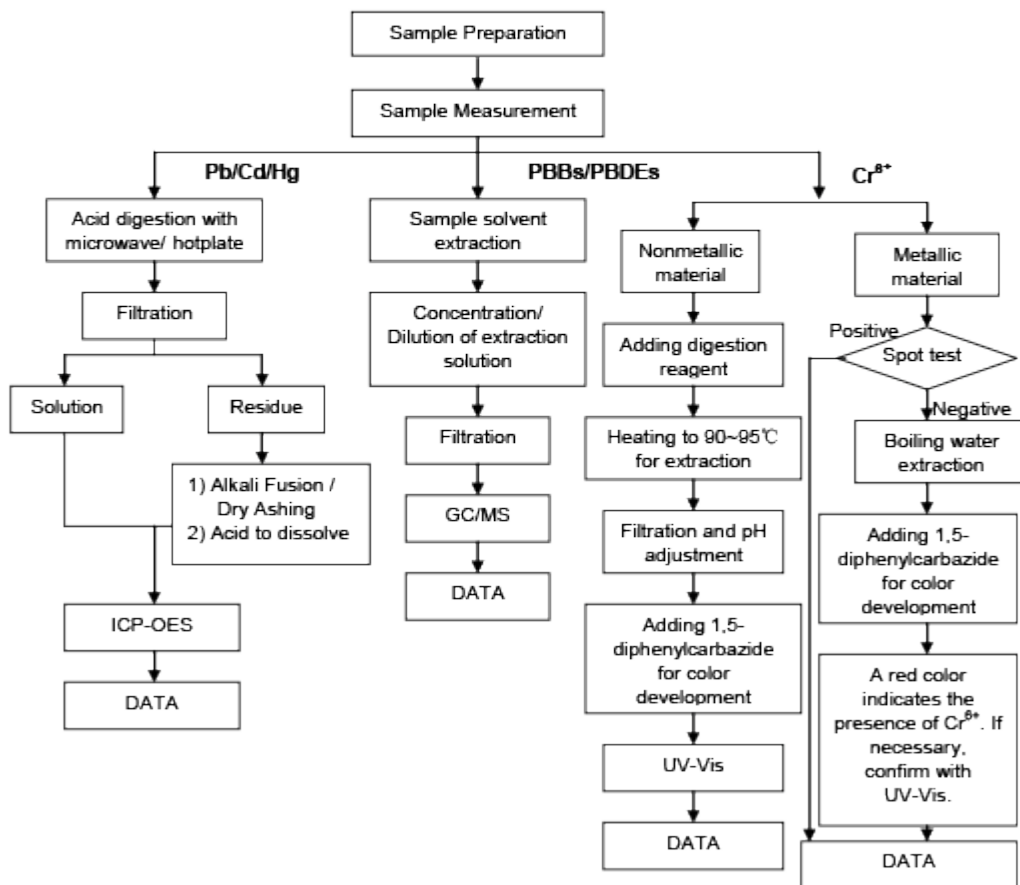 Sample Preparation
Sample Measurement
Pb/Cd/Hg
PBBs/PBDEs
Cr⁶⁺
Acid digestion with
microwave/ hotplate
Filtration
Solution
Residue
1) Alkali Fusion /
Dry Ashing
2) Acid to dissolve
ICP-OES
DATA
Sample solvent
extraction
Concentration/
Dilution of extraction
solution
Filtration
GC/MS
DATA
Nonmetallic
material
Adding digestion
reagent
Heating to 90~95℃
for extraction
Filtration and pH
adjustment
Adding 1,5-
diphenylcarbazide
for color
development
UV-Vis
DATA
Metallic
material
Positive
Spot test
Negative
Boiling water
extraction
Adding 1,5-
diphenylcarbazide
for color
development
A red color
indicates the
presence of Cr⁶⁺. If
necessary,
confirm with
UV-Vis.
DATA